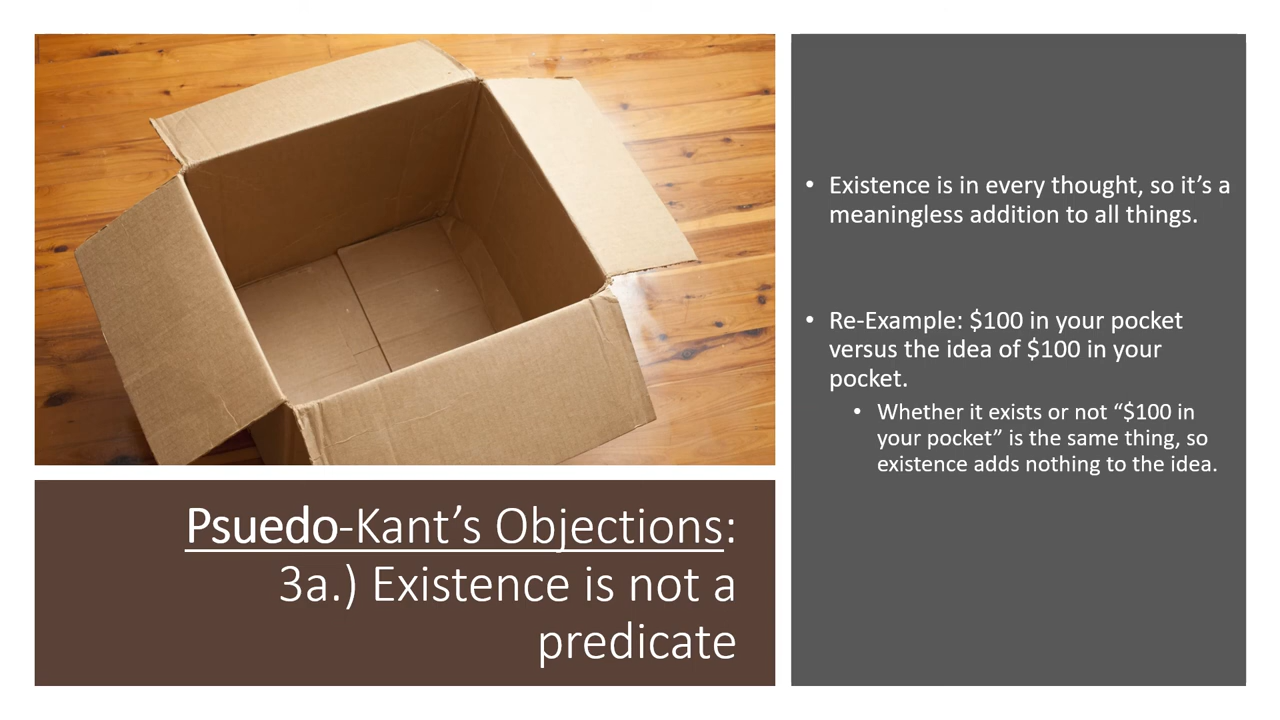 Existence is in every thought, so it’s a
meaningless addition to all things.
Re-Example: $100 in your pocket
versus the idea of $100 in your
pocket.
Whether it exists or not “$100 in
your pocket” is the same thing, so
existence adds nothing to the idea.
Psuedo-Kant’s Objections:
3a.) Existence is not a
predicate